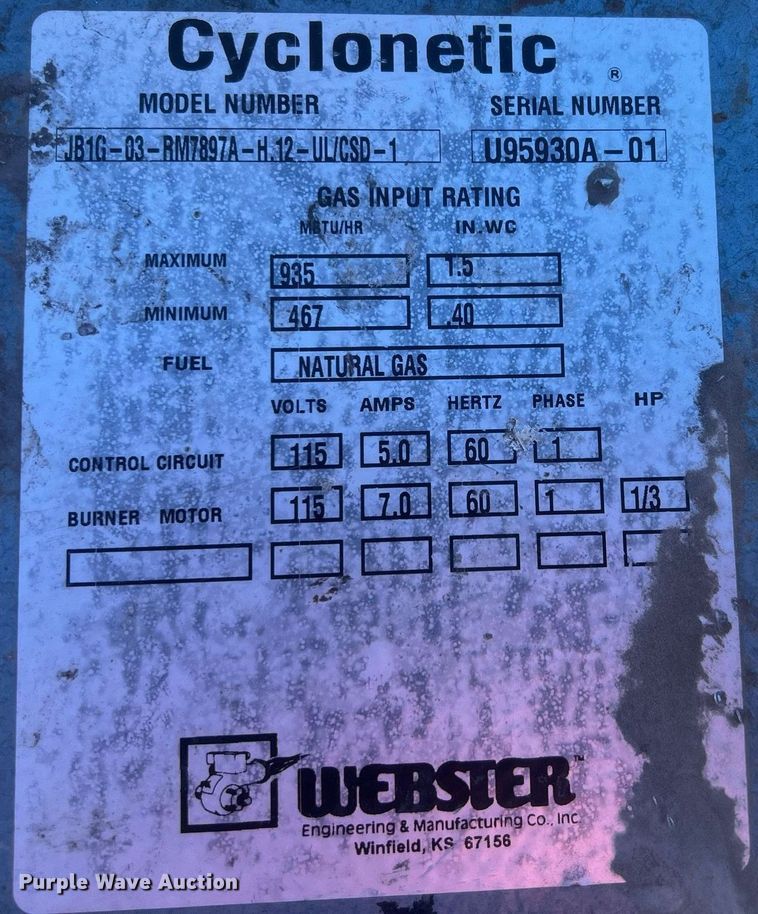 Cyclonetic ®
MODEL NUMBER SERIAL NUMBER
JB1G-03-RM7897A-H.12-UL/CSD-1 U95930A-01
GAS INPUT RATING
MBTU/HR IN.WC
MAXIMUM 935 1.5
MINIMUM 467 .40
FUEL NATURAL GAS
VOLTS AMPS HERTZ PHASE HP
CONTROL CIRCUIT 115 5.0 60 1
BURNER MOTOR 115 7.0 60 1 1/3
WEBSTER™
Engineering & Manufacturing Co., Inc.
Winfield, KS 67156
Purple Wave Auction